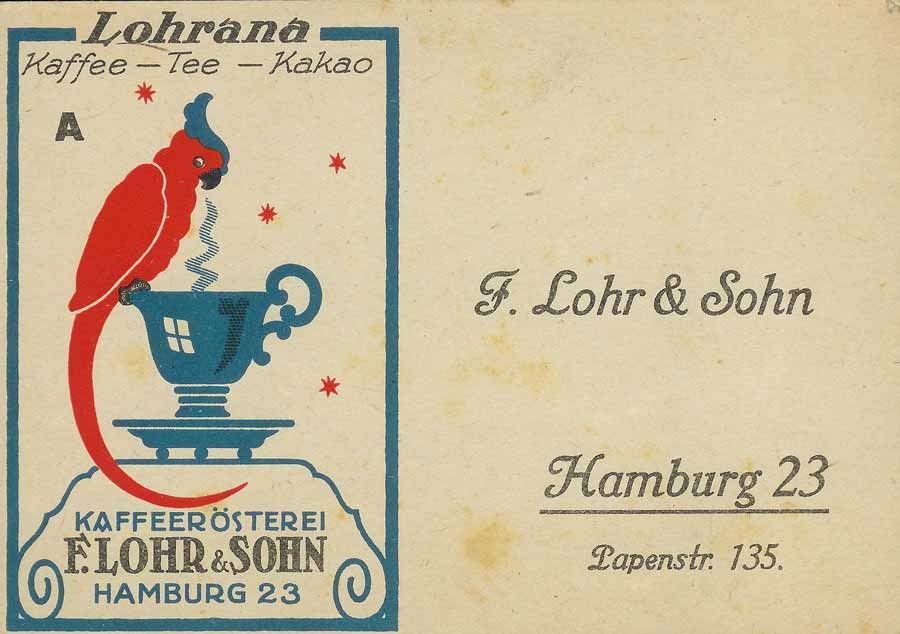 Lohrana
Kaffee – Tee – Kakao
A
KAFFEERÖSTEREI
F. LOHR & SOHN
HAMBURG 23
F. Lohr & Sohn
Hamburg 23
Papenstr. 135.